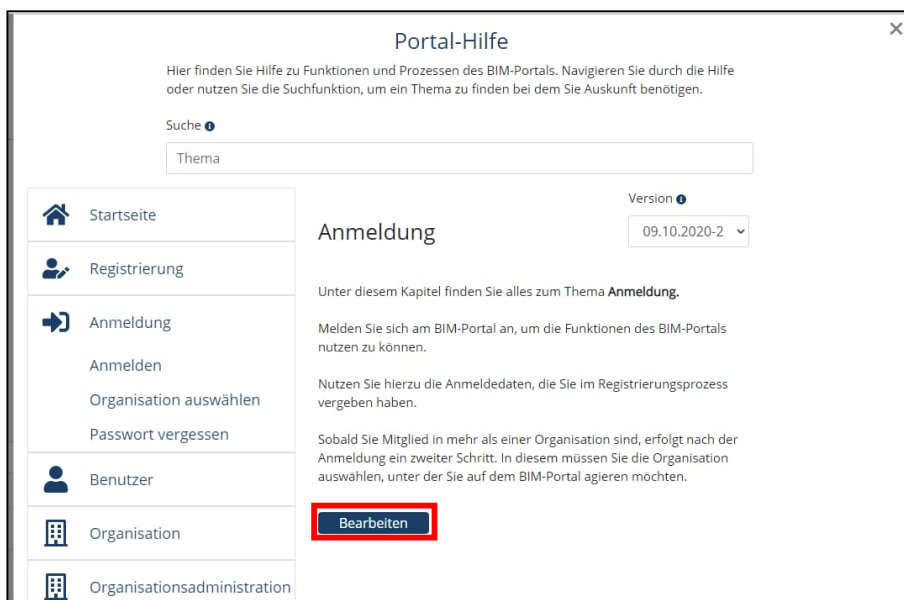 ×
Portal-Hilfe
Hier finden Sie Hilfe zu Funktionen und Prozessen des BIM-Portals. Navigieren Sie durch die Hilfe
oder nutzen Sie die Suchfunktion, um ein Thema zu finden bei dem Sie Auskunft benötigen.
Suche
Thema
Startseite
Registrierung
Anmeldung
Anmelden
Organisation auswählen
Passwort vergessen
Benutzer
Organisation
Organisationsadministration
Version
09.10.2020-2
Anmeldung
Unter diesem Kapitel finden Sie alles zum Thema Anmeldung.
Melden Sie sich am BIM-Portal an, um die Funktionen des BIM-Portals
nutzen zu können.
Nutzen Sie hierzu die Anmeldedaten, die Sie im Registrierungsprozess
vergeben haben.
Sobald Sie Mitglied in mehr als einer Organisation sind, erfolgt nach der
Anmeldung ein zweiter Schritt. In diesem müssen Sie die Organisation
auswählen, unter der Sie auf dem BIM-Portal agieren möchten.
Bearbeiten